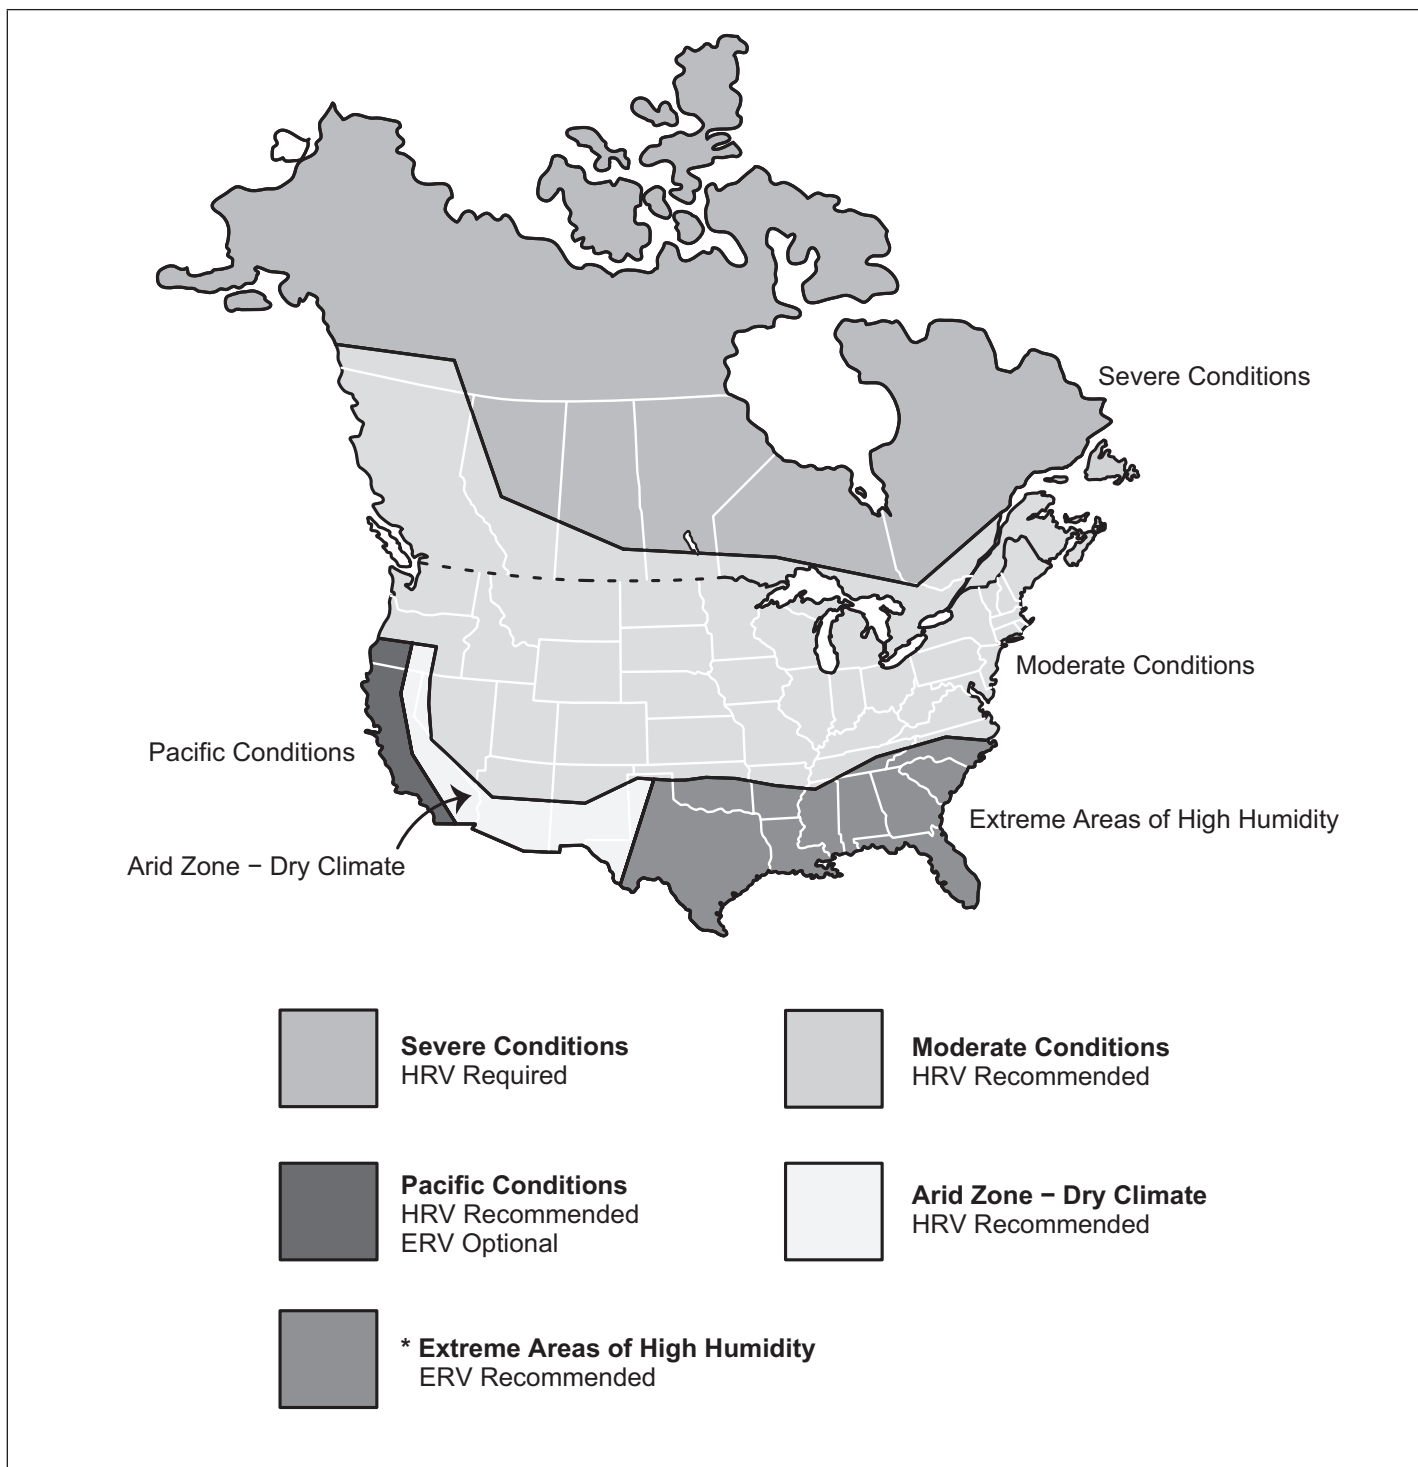 Severe Conditions
Moderate Conditions
Pacific Conditions
Extreme Areas of High Humidity
Arid Zone − Dry Climate
Severe Conditions
HRV Required
Moderate Conditions
HRV Recommended
Pacific Conditions
HRV Recommended
ERV Optional
Arid Zone − Dry Climate
HRV Recommended
* Extreme Areas of High Humidity
ERV Recommended